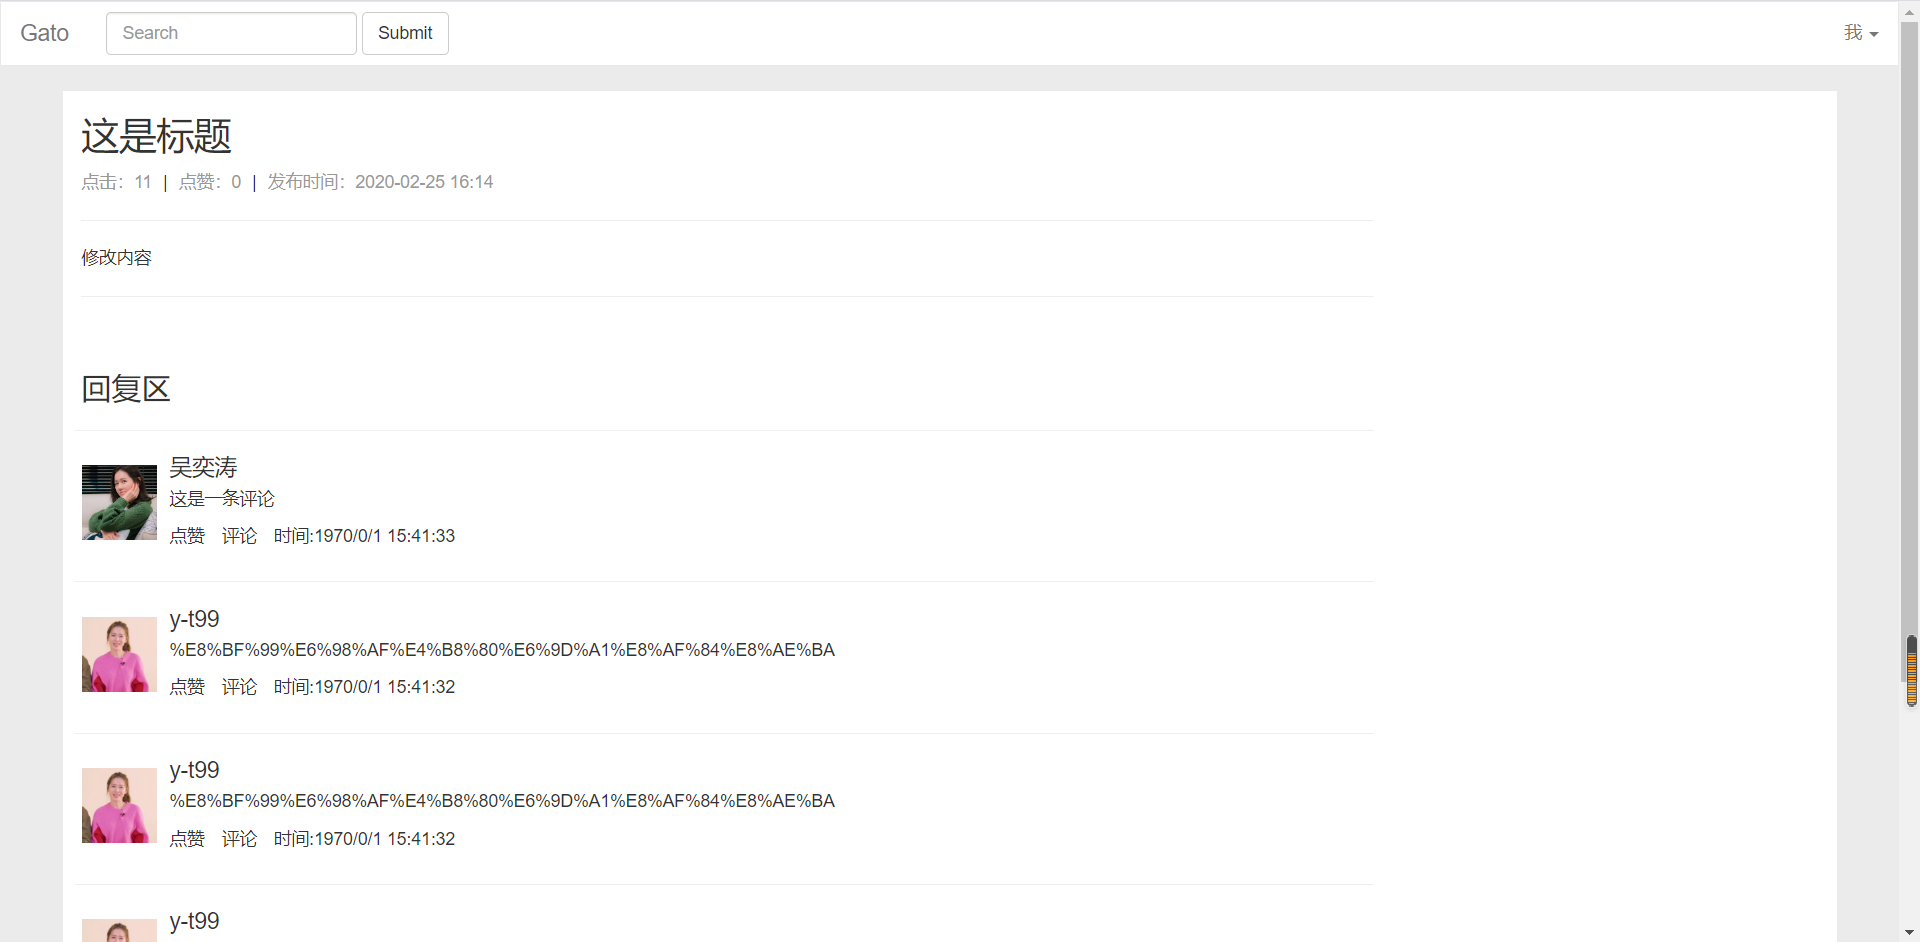 Gato Search Submit 我
这是标题
点击：11 | 点赞：0 | 发布时间：2020-02-25 16:14
修改内容
回复区
吴奕涛
这是一条评论
点赞 评论 时间:1970/0/1 15:41:33
y-t99
%E8%BF%99%E6%98%AF%E4%B8%80%E6%9D%A1%E8%AF%84%E8%AE%BA
点赞 评论 时间:1970/0/1 15:41:32
y-t99
%E8%BF%99%E6%98%AF%E4%B8%80%E6%9D%A1%E8%AF%84%E8%AE%BA
点赞 评论 时间:1970/0/1 15:41:32
y-t99